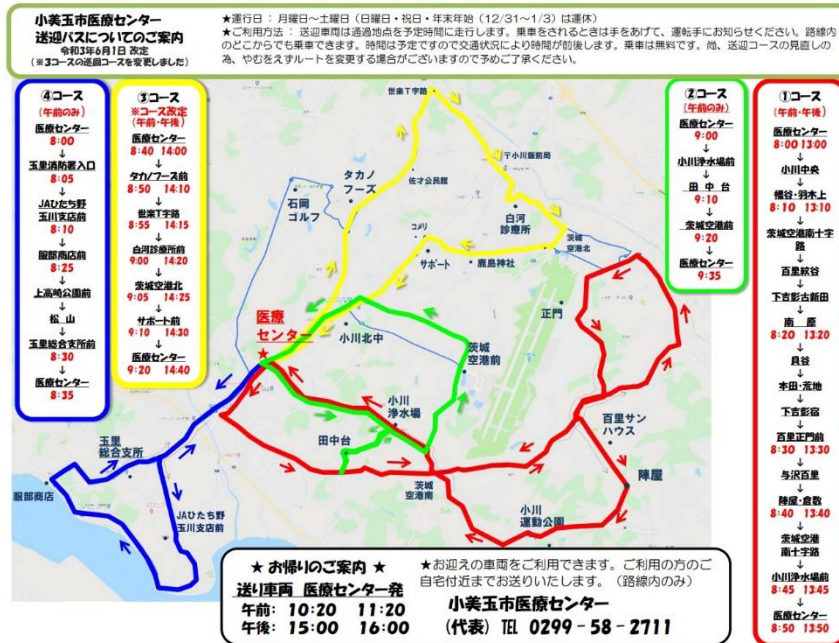 小美玉市医療センター
送迎バスについてのご案内
令和3年6月1日 改定
(※3コースの巡回コースを変更しました)
★運行日：月曜日～土曜日（日曜日・祝日・年末年始（12/31～1/3）は運休）
★ご利用方法：送迎車両は通過地点を予定時間に走行します。乗車をされるときは手をあげて、運転手にお知らせください。路線内
のどこからでも乗車できます。時間は予定ですので交通状況により時間が前後します。乗車は無料です。尚、送迎コースの見直しの
為、やむをえずルートを変更する場合がございますので予めご了承ください。
④コース
(午前のみ)
医療センター
8:00
↓
玉里消防署入口
8:05
↓
JAひたち野
玉川支店前
8:10
↓
服部商店前
8:25
↓
上高崎公園前
↓
松山
↓
玉里総合支所前
8:30
↓
医療センター
8:35
③コース
※コース改定
(午前・午後)
医療センター
8:40 14:00
↓
タカノフーズ前
8:50 14:10
↓
世楽T字路
8:55 14:15
↓
白河診療所前
9:00 14:20
↓
茨城空港北
9:05 14:25
↓
サポート前
9:10 14:30
↓
医療センター
9:20 14:40
②コース
(午前のみ)
医療センター
9:00
↓
小川浄水場前
↓
田中台
9:10
↓
茨城空港前
9:20
↓
医療センター
9:35
①コース
(午前・午後)
医療センター
8:00 13:00
↓
小川中央
↓
幡谷・羽木上
8:10 13:10
↓
茨城空港南十字
路
↓
百里紋谷
↓
下吉影古新田
↓
南原
8:20 13:20
↓
貝谷
↓
本田・荒地
↓
下吉影宿
↓
百里正門前
8:30 13:30
↓
与沢百里
↓
陣屋・倉数
8:40 13:40
↓
茨城空港
南十字路
↓
小川浄水場前
8:45 13:45
↓
医療センター
8:50 13:50
世楽T字路
〒小川飯前局
タカノ
フーズ
佐才公民館
石岡
ゴルフ
白河
診療所
コメリ
サポート
鹿島神社
茨城
空港北
正門
医療
センター
★
小川北中
茨城
空港前
小川
浄水場
田中台
百里サン
ハウス
玉里
総合支所
服部商店
JAひたち野
玉川支店前
茨城
空港南
陣屋
小川
運動公園
★ お帰りのご案内 ★
送り車両 医療センター発
午前: 10:20 11:20
午後: 15:00 16:00
★お迎えの車両をご利用できます。ご利用の方のご
自宅付近までお送りいたします。（路線内のみ）
小美玉市医療センター
(代表) TEL 0299-58-2711